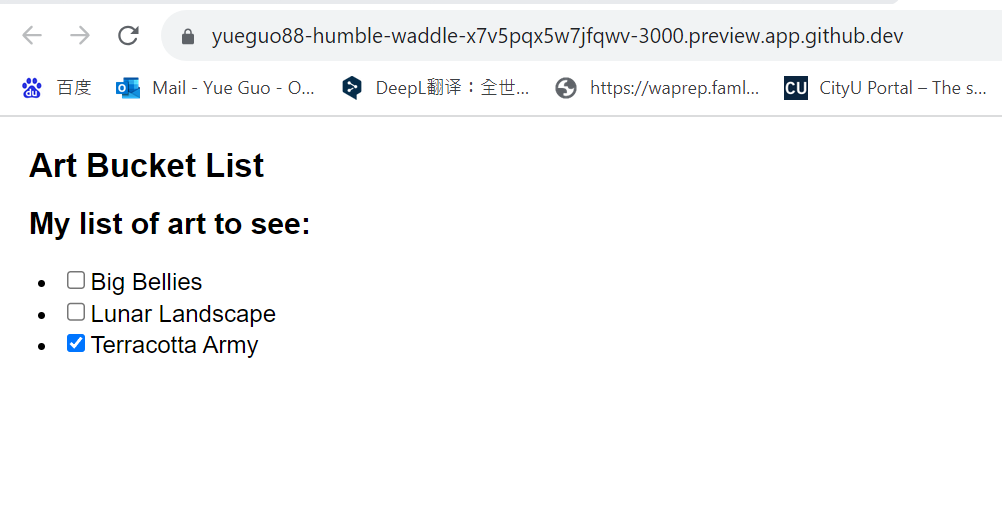 yueguo88-humble-waddle-x7v5pqx5w7jfqwv-3000.preview.app.github.dev
du 百度 Mail - Yue Guo - O... DeepL翻译：全世... https://waprep.faml... CU CityU Portal – The s...
Art Bucket List
My list of art to see:
Big Bellies
Lunar Landscape
Terracotta Army